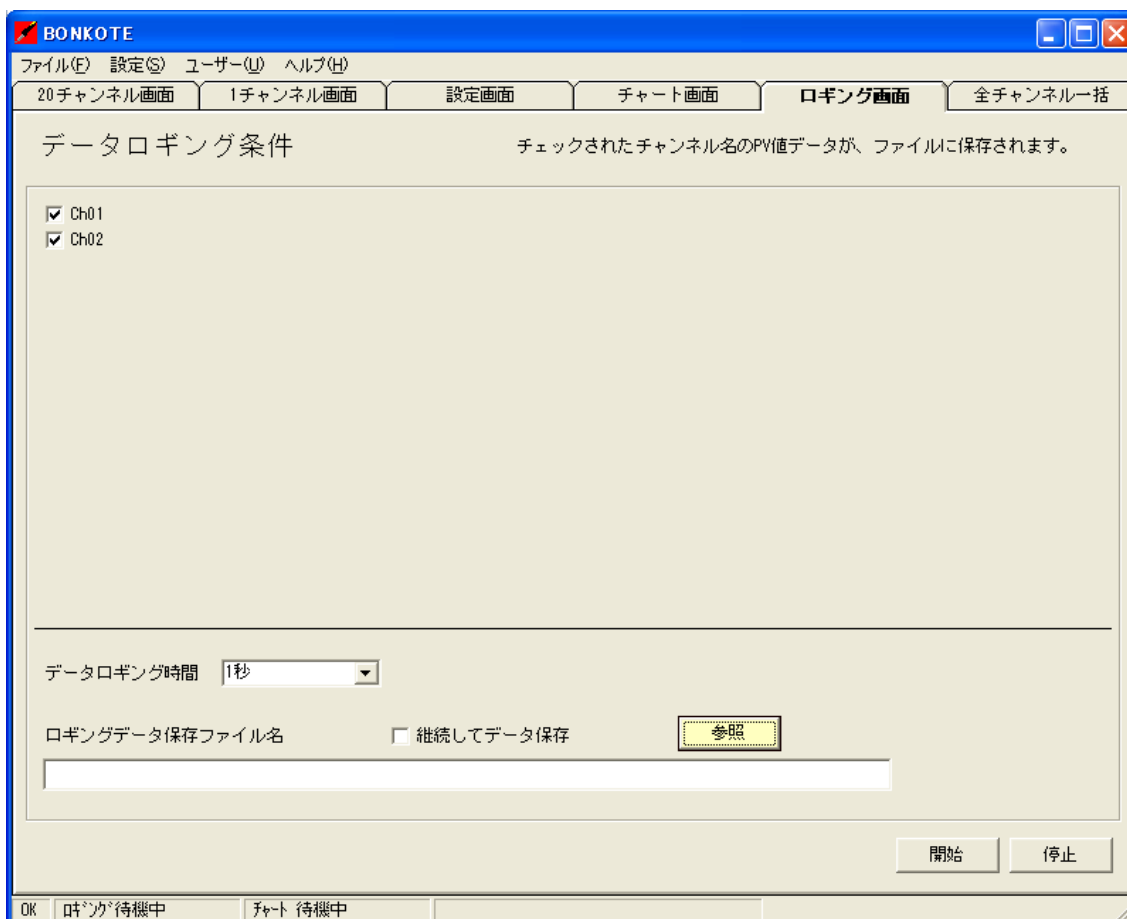 BONKOTE
ファイル(F) 設定(S) ユーザー(U) ヘルプ(H)
20チャンネル画面 1チャンネル画面 設定画面 チャート画面 ロギング画面 全チャンネル一括
データロギング条件 チェックされたチャンネル名のPV値データが、ファイルに保存されます。
Ch01
Ch02
データロギング時間 1秒
ロギングデータ保存ファイル名 継続してデータ保存 参照
開始 停止
OK ﾛｷﾞﾝｸﾞ待機中 ﾁｬｰﾄ 待機中